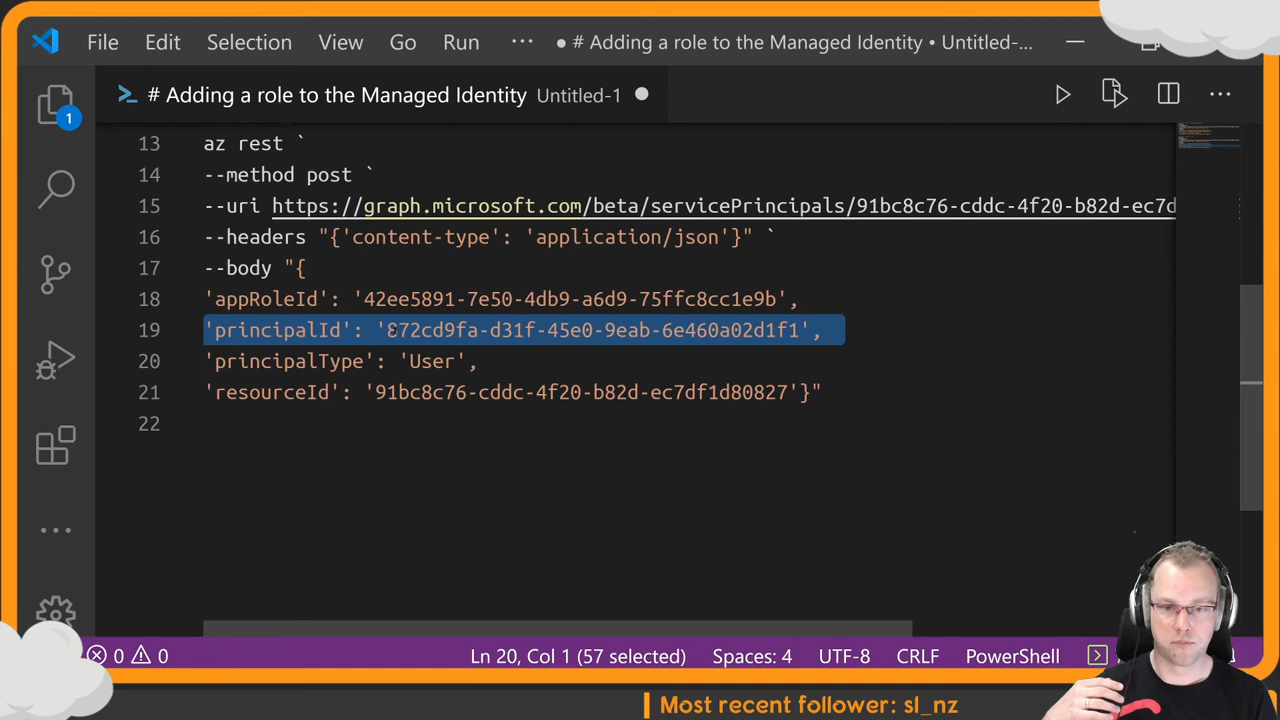 File Edit Selection View Go Run ··· ● # Adding a role to the Managed Identity • Untitled-...
# Adding a role to the Managed Identity Untitled-1
1
13 az rest `
14 --method post `
15 --uri https://graph.microsoft.com/beta/servicePrincipals/91bc8c76-cddc-4f20-b82d-ec7d
16 --headers "{'content-type': 'application/json'}" `
17 --body "{
18 'appRoleId': '42ee5891-7e50-4db9-a6d9-75ffc8cc1e9b',
19 'principalId': '872cd9fa-d31f-45e0-9eab-6e460a02d1f1',
20 'principalType': 'User',
21 'resourceId': '91bc8c76-cddc-4f20-b82d-ec7df1d80827'}"
22
0 0 Ln 20, Col 1 (57 selected) Spaces: 4 UTF-8 CRLF PowerShell
Most recent follower: sl_nz